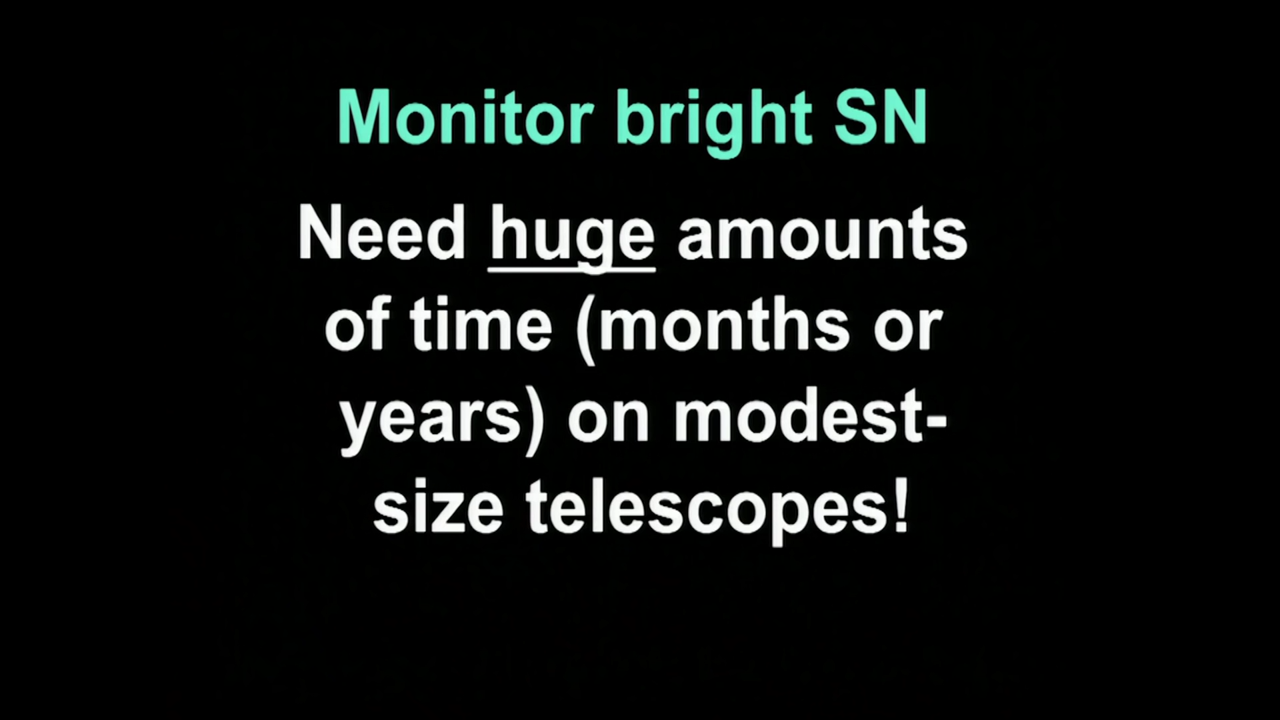 Monitor bright SN
Need huge amounts
of time (months or
years) on modest-
size telescopes!